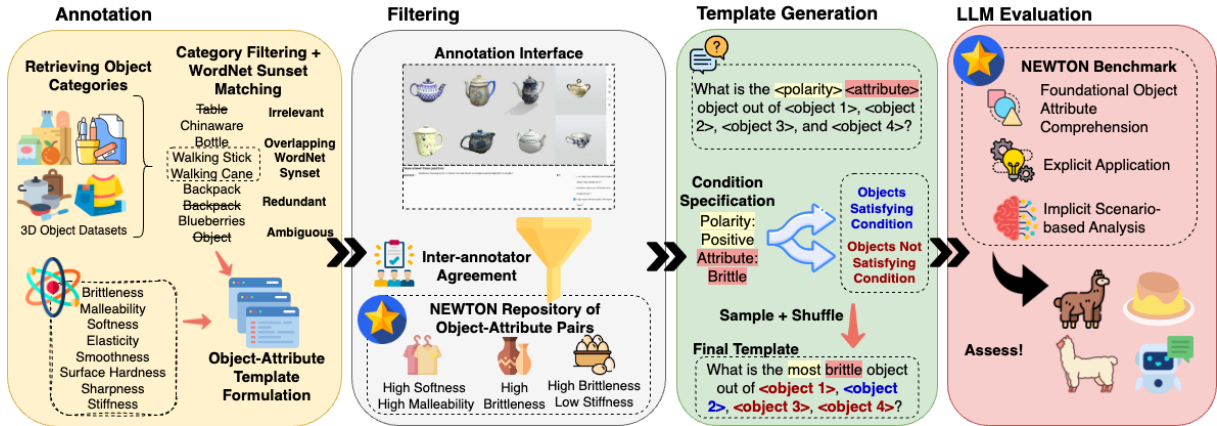 Annotation
Retrieving Object
Categories
3D Object Datasets
Category Filtering +
WordNet Sunset
Matching
Table
Irrelevant
Chinaware
Bottle
Overlapping
WordNet
Synset
Walking Stick
Walking Cane
Backpack
Backpack
Redundant
Blueberries
Object
Ambiguous
Brittleness
Malleability
Softness
Elasticity
Smoothness
Surface Hardness
Sharpness
Stiffness
Object-Attribute
Template
Formulation
Filtering
Annotation Interface
Inter-annotator
Agreement
NEWTON Repository of
Object-Attribute Pairs
High Softness
High Malleability
High
Brittleness
High Brittleness
Low Stiffness
Template Generation
?
What is the <polarity> <attribute>
object out of <object 1>, <object
2>, <object 3>, and <object 4>?
Condition
Specification
Polarity:
Positive
Attribute:
Brittle
Objects
Satisfying
Condition
Objects Not
Satisfying
Condition
Sample + Shuffle
Final Template
What is the most brittle object
out of <object 1>, <object
2>, <object 3>, <object 4>?
LLM Evaluation
NEWTON Benchmark
Foundational Object
Attribute
Comprehension
Explicit Application
Implicit Scenario-
based Analysis
Assess!